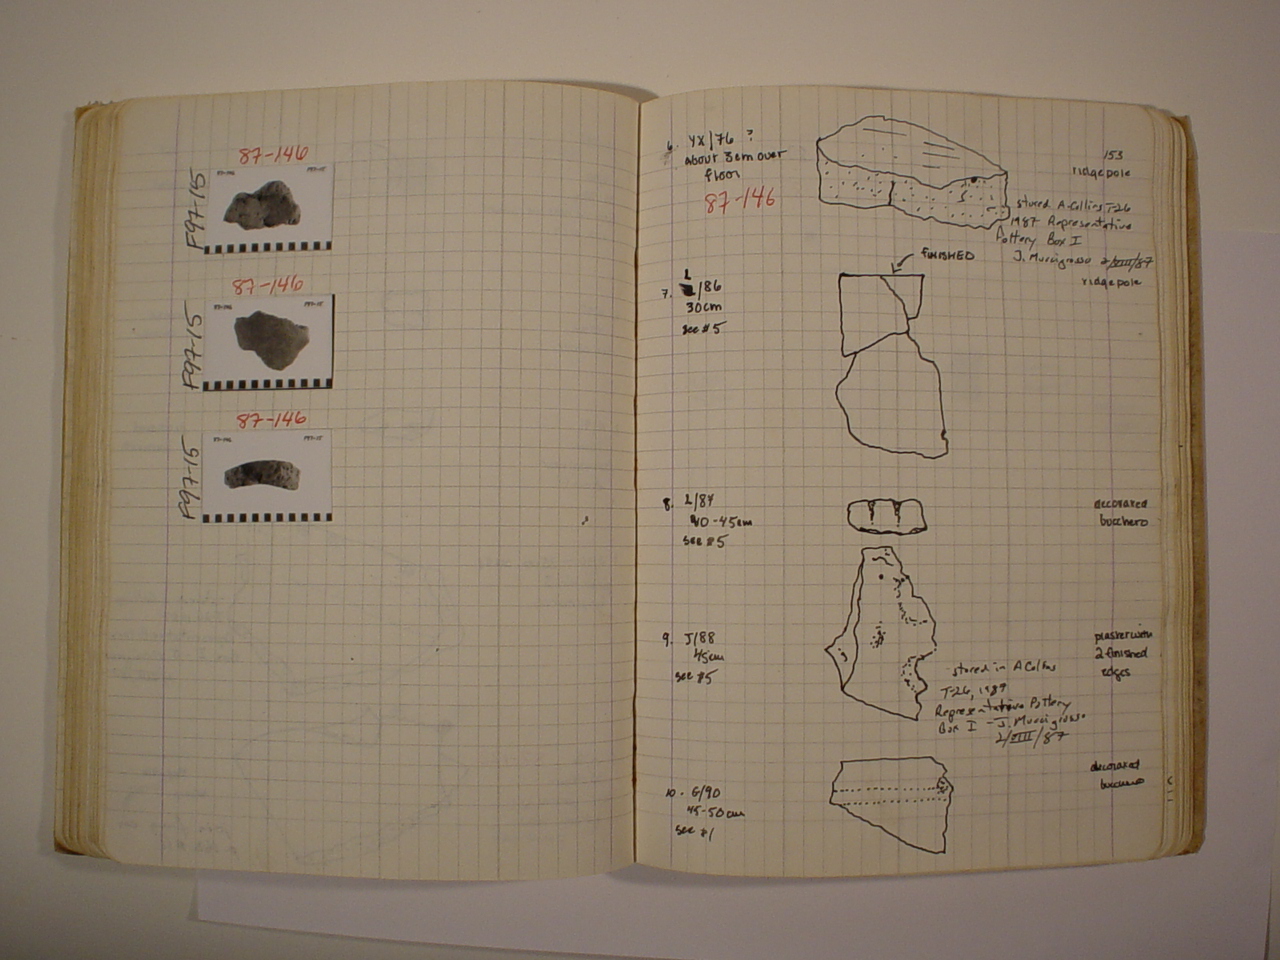 87-146
F97-15
87-146
F97-15
87-146
F97-15
153
6. YX/76 ?
about 3cm over
floor
87-146
ridgepole
stored A. Collins T-26
1987 Representative
Pottery Box I
J. Murcigrosso 2/VIII/87
FINISHED
7. L/86
30cm
see #5
ridgepole
8. L/84
40-45cm
see #5
decorated
bucchero
9. J/88
45cm
see #5
plaster with
2 finished
edges
stored in A Collins
T-26, 1987
Representative Pottery
Box I - J. Murcigrosso
2/VIII/87
10. G/90
45-50cm
see #1
decorated
bucchero